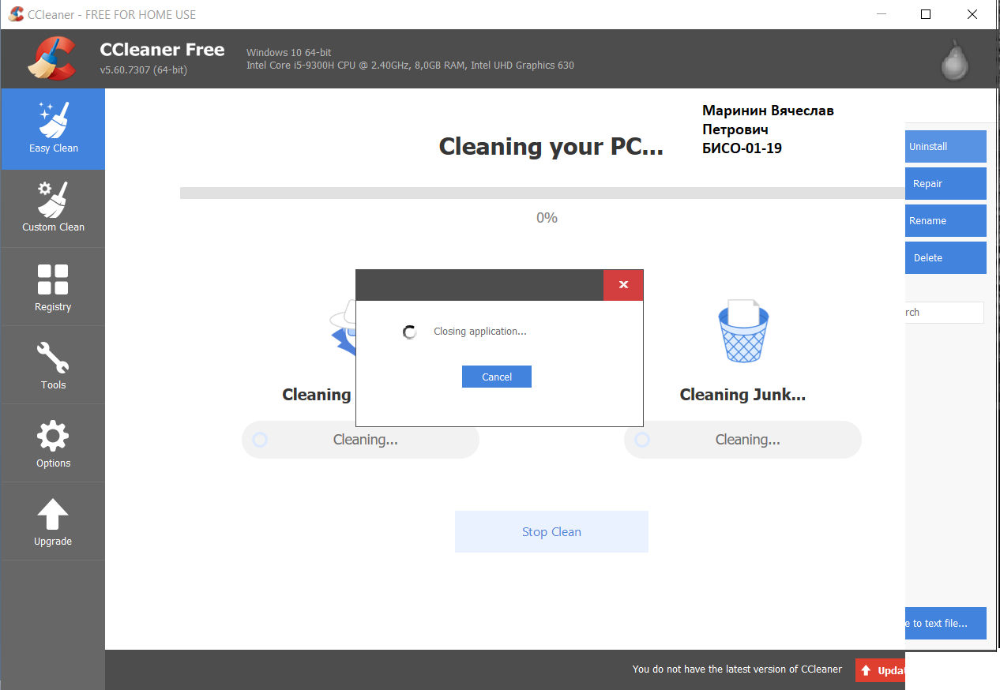 CCleaner - FREE FOR HOME USE
CCleaner Free
v5.60.7307 (64-bit)
Windows 10 64-bit
Intel Core i5-9300H CPU @ 2.40GHz, 8,0GB RAM, Intel UHD Graphics 630
Easy Clean
Custom Clean
Registry
Tools
Options
Upgrade
Маринин Вячеслав
Петрович
БИСО-01-19
Cleaning your PC...
0%
Closing application...
Cancel
Cleaning
Cleaning...
Cleaning Junk...
Cleaning...
Stop Clean
Uninstall
Repair
Rename
Delete
rch
e to text file...
You do not have the latest version of CCleaner
Updat